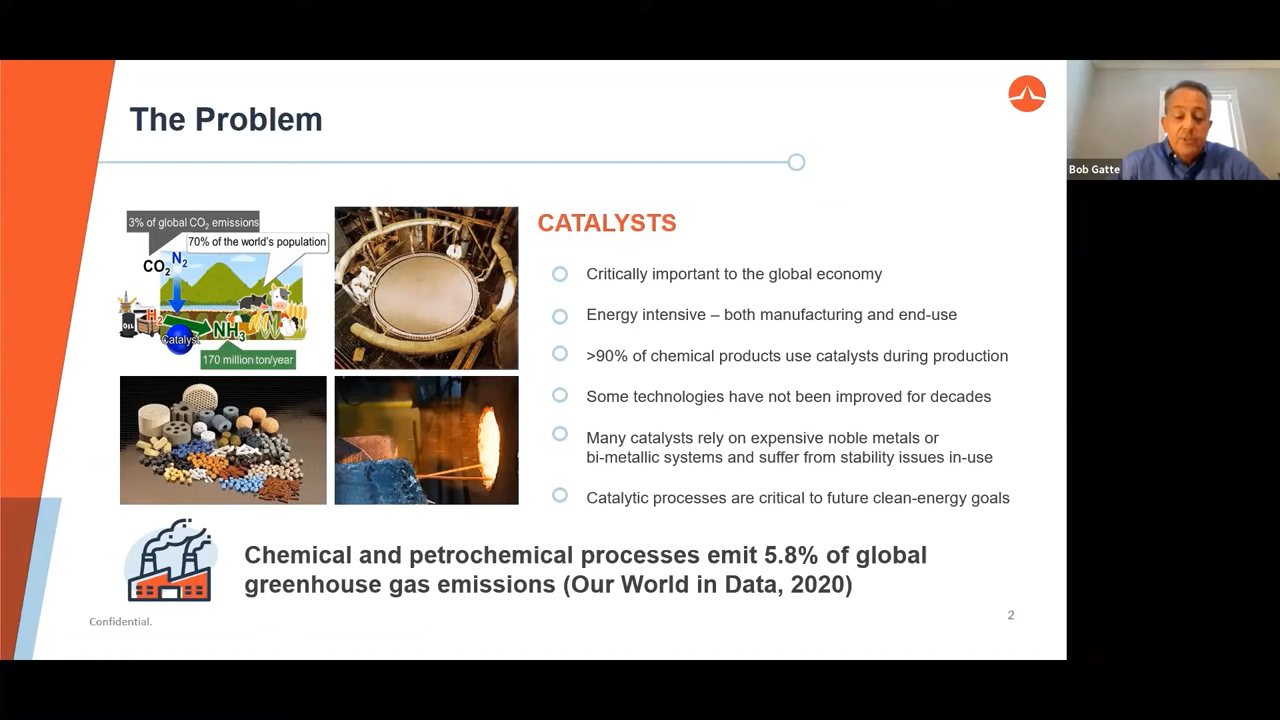 The Problem
Bob Gatte
3% of global CO₂ emissions
70% of the world's population
CO₂
N₂
H₂
OIL
NH₃
Catalyst
170 million ton/year
CATALYSTS
Critically important to the global economy
Energy intensive – both manufacturing and end-use
>90% of chemical products use catalysts during production
Some technologies have not been improved for decades
Many catalysts rely on expensive noble metals or
bi-metallic systems and suffer from stability issues in-use
Catalytic processes are critical to future clean-energy goals
Chemical and petrochemical processes emit 5.8% of global
greenhouse gas emissions (Our World in Data, 2020)
Confidential.
2